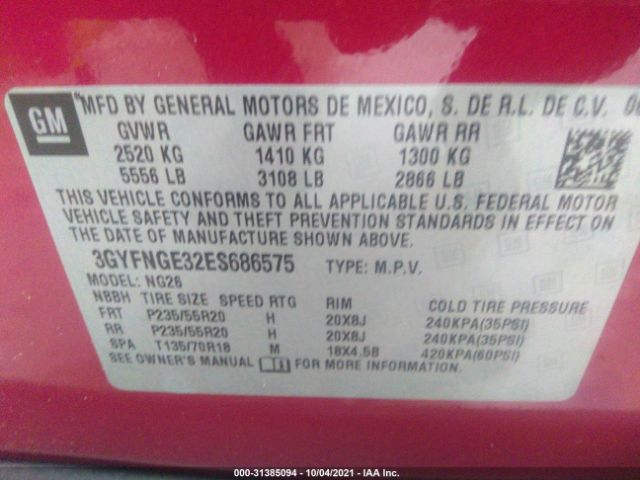 GM
MFD BY GENERAL MOTORS DE MEXICO, S. DE R.L. DE C.V.
GVWR GAWR FRT GAWR RR
2520 KG 1410 KG 1300 KG
5556 LB 3108 LB 2866 LB
THIS VEHICLE CONFORMS TO ALL APPLICABLE U.S. FEDERAL MOTOR
VEHICLE SAFETY AND THEFT PREVENTION STANDARDS IN EFFECT ON
THE DATE OF MANUFACTURE SHOWN ABOVE.
3GYFNGE32ES686575 TYPE: M.P.V.
MODEL: NG26
NBBH TIRE SIZE SPEED RTG RIM COLD TIRE PRESSURE
FRT P235/55R20 H 20X8J 240KPA(35PSI)
RR P235/55R20 H 20X8J 240KPA(35PSI)
SPA T135/70R18 M 18X4.5B 420KPA(60PSI)
SEE OWNER'S MANUAL FOR MORE INFORMATION.
000-31385094 - 10/04/2021 - IAA Inc.